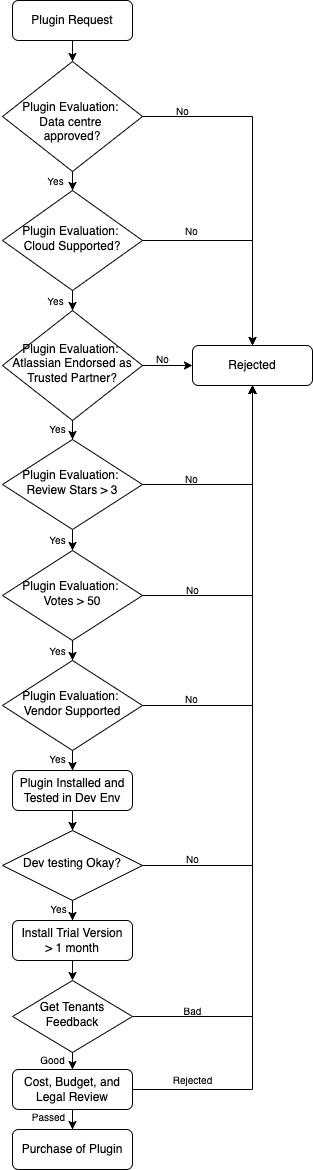 Plugin Request
Plugin Evaluation:
Data centre
approved?
No
Yes
Plugin Evaluation:
Cloud Supported?
No
Yes
Plugin Evaluation:
Atlassian Endorsed as
Trusted Partner?
No
Rejected
Yes
Plugin Evaluation:
Review Stars > 3
No
Yes
Plugin Evaluation:
Votes > 50
No
Yes
Plugin Evaluation:
Vendor Supported
No
Yes
Plugin Installed and
Tested in Dev Env
Dev testing Okay?
No
Yes
Install Trial Version
> 1 month
Get Tenants
Feedback
Bad
Good
Cost, Budget, and
Legal Review
Rejected
Passed
Purchase of Plugin